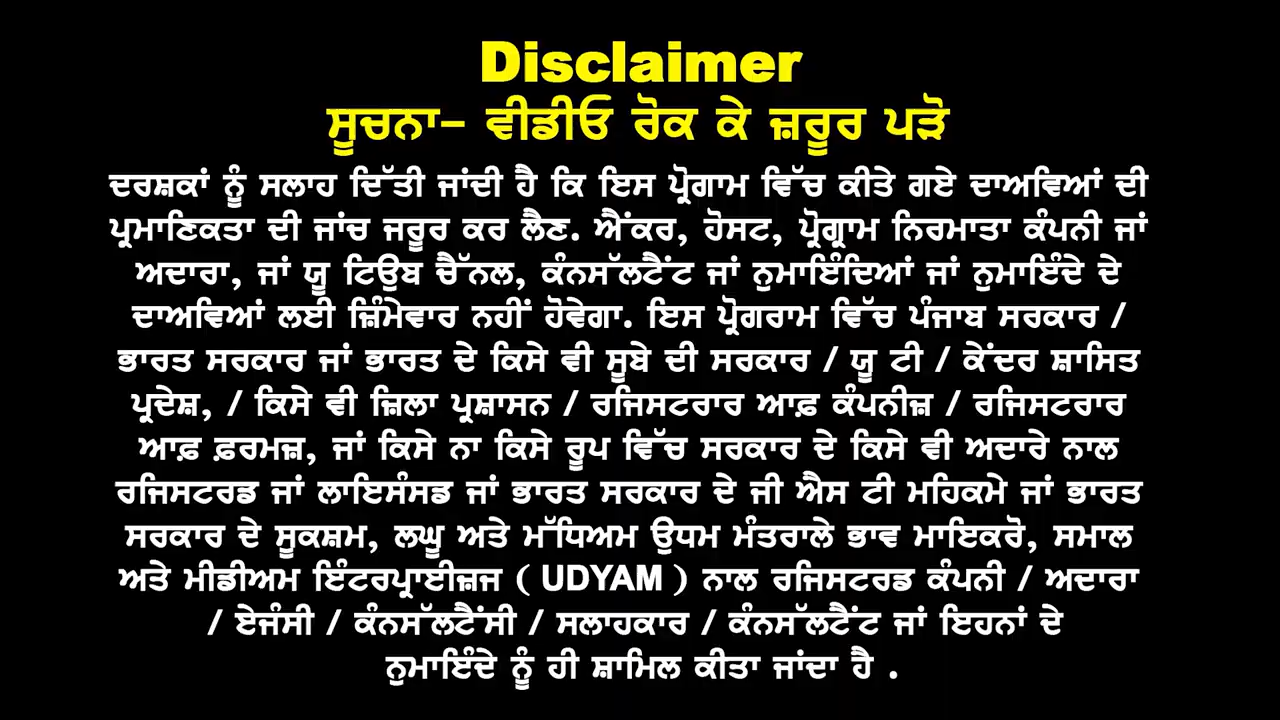 Disclaimer
ਸੂਚਨਾ- ਵੀਡੀਓ ਰੋਕ ਕੇ ਜ਼ਰੂਰ ਪੜੋ
ਦਰਸ਼ਕਾਂ ਨੂੰ ਸਲਾਹ ਦਿੱਤੀ ਜਾਂਦੀ ਹੈ ਕਿ ਇਸ ਪ੍ਰੋਗਾਮ ਵਿੱਚ ਕੀਤੇ ਗਏ ਦਾਅਵਿਆਂ ਦੀ
ਪ੍ਰਮਾਣਿਕਤਾ ਦੀ ਜਾਂਚ ਜਰੂਰ ਕਰ ਲੈਣ. ਐਂਕਰ, ਹੋਸਟ, ਪ੍ਰੋਗ੍ਰਾਮ ਨਿਰਮਾਤਾ ਕੰਪਨੀ ਜਾਂ
ਅਦਾਰਾ, ਜਾਂ ਯੂ ਟਿਉਬ ਚੈੱਨਲ, ਕੰਨਸੱਲਟੈਂਟ ਜਾਂ ਨੁਮਾਇੰਦਿਆਂ ਜਾਂ ਨੁਮਾਇੰਦੇ ਦੇ
ਦਾਅਵਿਆਂ ਲਈ ਜ਼ਿੰਮੇਵਾਰ ਨਹੀਂ ਹੋਵੇਗਾ. ਇਸ ਪ੍ਰੋਗਰਾਮ ਵਿੱਚ ਪੰਜਾਬ ਸਰਕਾਰ /
ਭਾਰਤ ਸਰਕਾਰ ਜਾਂ ਭਾਰਤ ਦੇ ਕਿਸੇ ਵੀ ਸੂਬੇ ਦੀ ਸਰਕਾਰ / ਯੂ ਟੀ / ਕੇਂਦਰ ਸ਼ਾਸਿਤ
ਪ੍ਰਦੇਸ਼, / ਕਿਸੇ ਵੀ ਜ਼ਿਲਾ ਪ੍ਰਸ਼ਾਸਨ / ਰਜਿਸਟਰਾਰ ਆਫ਼ ਕੰਪਨੀਜ਼ / ਰਜਿਸਟਰਾਰ
ਆਫ਼ ਫ਼ਰਮਜ਼, ਜਾਂ ਕਿਸੇ ਨਾ ਕਿਸੇ ਰੂਪ ਵਿੱਚ ਸਰਕਾਰ ਦੇ ਕਿਸੇ ਵੀ ਅਦਾਰੇ ਨਾਲ
ਰਜਿਸਟਰਡ ਜਾਂ ਲਾਇਸੰਸਡ ਜਾਂ ਭਾਰਤ ਸਰਕਾਰ ਦੇ ਜੀ ਐਸ ਟੀ ਮਹਿਕਮੇ ਜਾਂ ਭਾਰਤ
ਸਰਕਾਰ ਦੇ ਸੂਕਸ਼ਮ, ਲਘੂ ਅਤੇ ਮੱਧਿਅਮ ਉਧਮ ਮੰਤਰਾਲੇ ਭਾਵ ਮਾਇਕਰੋ, ਸਮਾਲ
ਅਤੇ ਮੀਡੀਅਮ ਇੰਟਰਪ੍ਰਾਈਜ਼ਜ ( UDYAM ) ਨਾਲ ਰਜਿਸਟਰਡ ਕੰਪਨੀ / ਅਦਾਰਾ
/ ਏਜੰਸੀ / ਕੰਨਸੱਲਟੈਂਸੀ / ਸਲਾਹਕਾਰ / ਕੰਨਸੱਲਟੈਂਟ ਜਾਂ ਇਹਨਾਂ ਦੇ
ਨੁਮਾਇੰਦੇ ਨੂੰ ਹੀ ਸ਼ਾਮਿਲ ਕੀਤਾ ਜਾਂਦਾ ਹੈ .